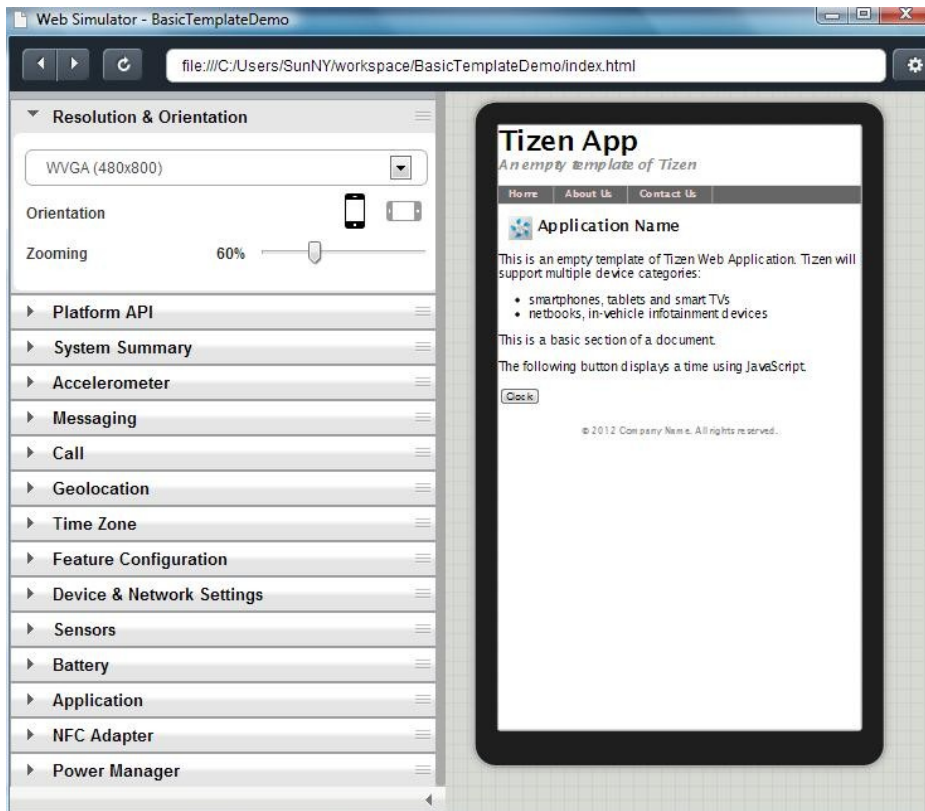 Web Simulator - BasicTemplateDemo
file:///C:/Users/SunNY/workspace/BasicTemplateDemo/index.html
Resolution & Orientation
WVGA (480x800)
Orientation
Zooming 60%
Platform API
System Summary
Accelerometer
Messaging
Call
Geolocation
Time Zone
Feature Configuration
Device & Network Settings
Sensors
Battery
Application
NFC Adapter
Power Manager
Tizen App
An empty template of Tizen
Home About Us Contact Us
Application Name
This is an empty template of Tizen Web Application. Tizen will
support multiple device categories:
smartphones, tablets and smart TVs
netbooks, in-vehicle infotainment devices
This is a basic section of a document.
The following button displays a time using JavaScript.
Clock
© 2012 Company Name. All rights reserved.